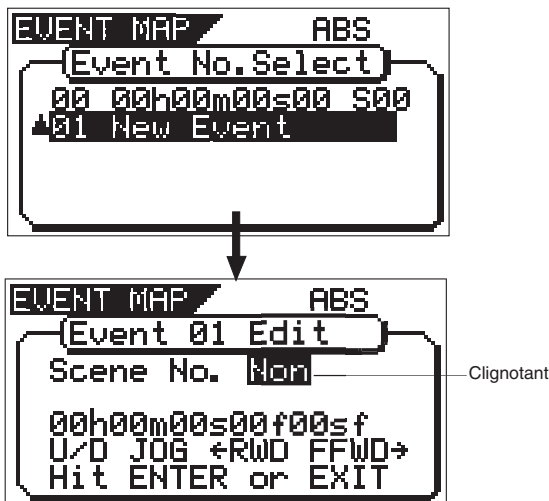 EVENT MAP ABS
Event No.Select
00 00h00m00s00 S00
▲01 New Event
EVENT MAP ABS
Event 01 Edit
Scene No. Non
Clignotant
00h00m00s00f00sf
U/D JOG ←RWD FFWD→
Hit ENTER or EXIT